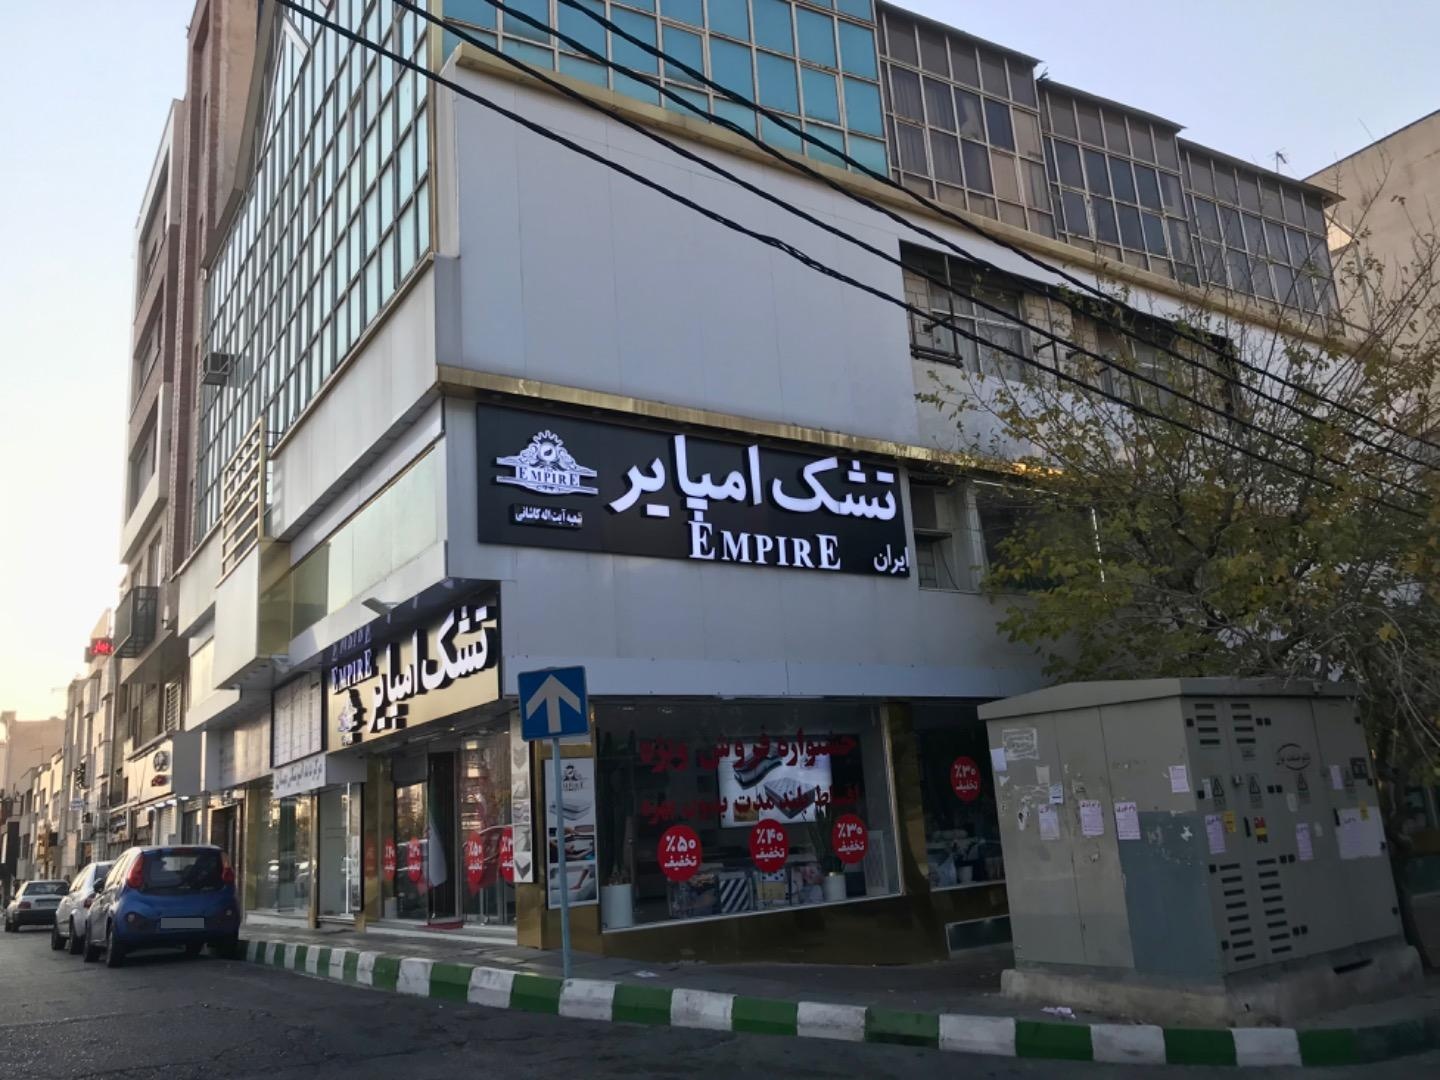 تشک امپایر
EMPIRE
ایران
EMPIRE
شعبه آیت‌اله کاشانی
تشک امپایر
EMPIRE
جشنواره فروش ویژه
اقساط بلند مدت بدون بهره
٪۵۰
تخفیف
٪۴۰
تخفیف
٪۳۰
تخفیف
٪۳۰
تخفیف